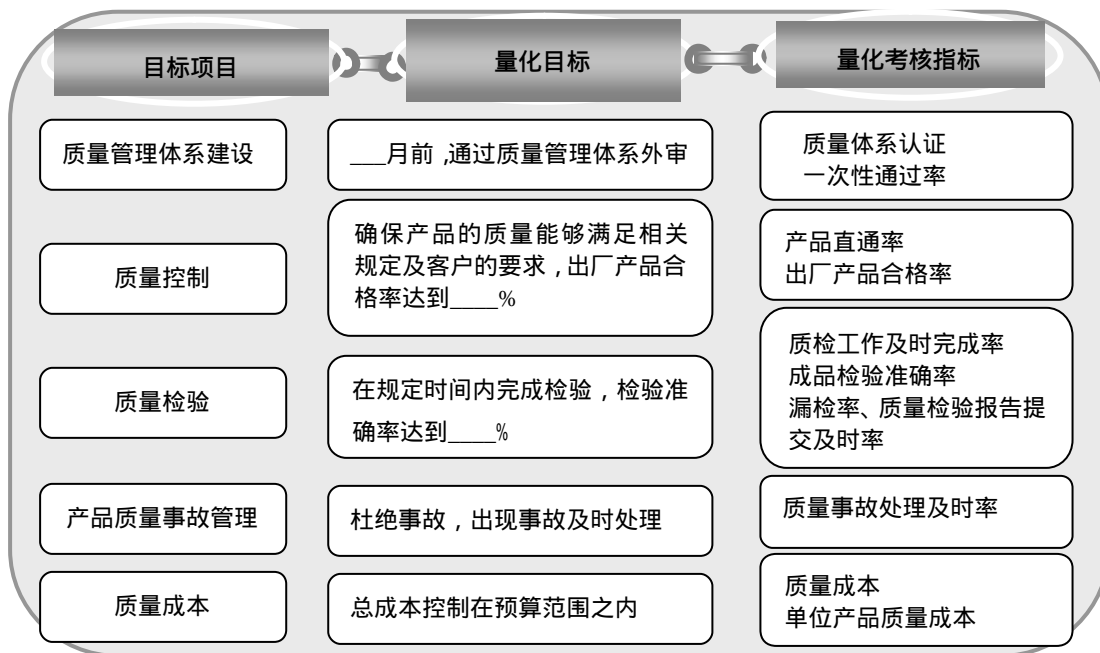 目标项目
量化目标
量化考核指标
质量管理体系建设
___月前,通过质量管理体系外审
质量体系认证
一次性通过率
质量控制
确保产品的质量能够满足相关
规定及客户的要求,出厂产品合
格率达到____%
产品直通率
出厂产品合格率
质量检验
在规定时间内完成检验,检验准
确率达到____%
质检工作及时完成率
成品检验准确率
漏检率、质量检验报告提
交及时率
产品质量事故管理
杜绝事故,出现事故及时处理
质量事故处理及时率
质量成本
总成本控制在预算范围之内
质量成本
单位产品质量成本